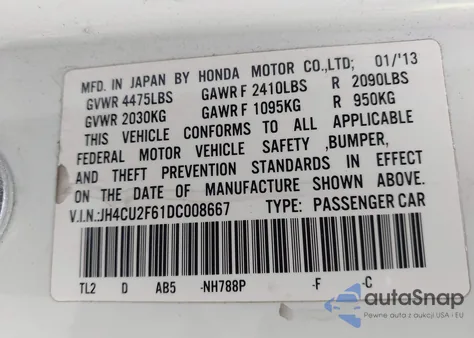 MFD. IN JAPAN BY HONDA MOTOR CO.,LTD; 01/'13
GVWR 4475LBS GAWR F 2410LBS R 2090LBS
GVWR 2030KG GAWR F 1095KG R 950KG
THIS VEHICLE CONFORMS TO ALL APPLICABLE
FEDERAL MOTOR VEHICLE SAFETY ,BUMPER,
AND THEFT PREVENTION STANDARDS IN EFFECT
ON THE DATE OF MANUFACTURE SHOWN ABOVE.
V.I.N.:JH4CU2F61DC008667 TYPE: PASSENGER CAR
TL2 D AB5 -NH788P -F -C
autoSnap
Pewne auta z aukcji USA i EU